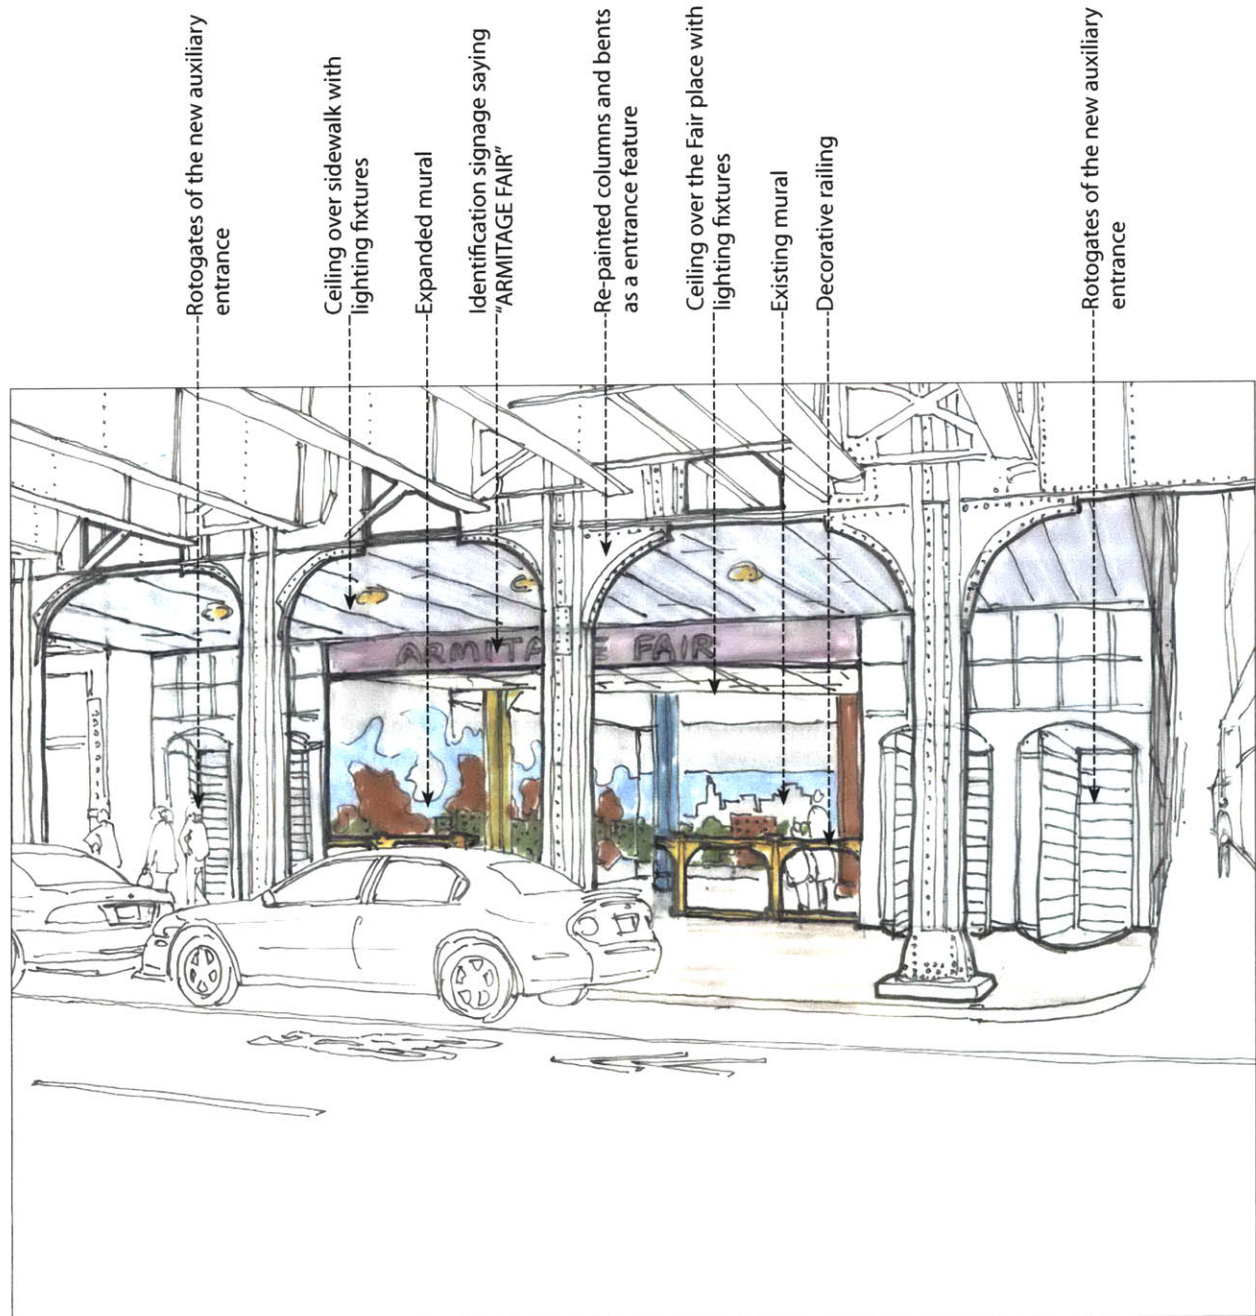 Rotogates of the new auxiliary
entrance
Ceiling over sidewalk with
lighting fixtures
Expanded mural
Identification signage saying
"ARMITAGE FAIR"
Re-painted columns and bents
as a entrance feature
Ceiling over the Fair place with
lighting fixtures
Existing mural
Decorative railing
Rotogates of the new auxiliary
entrance
ARMITA E FAIR